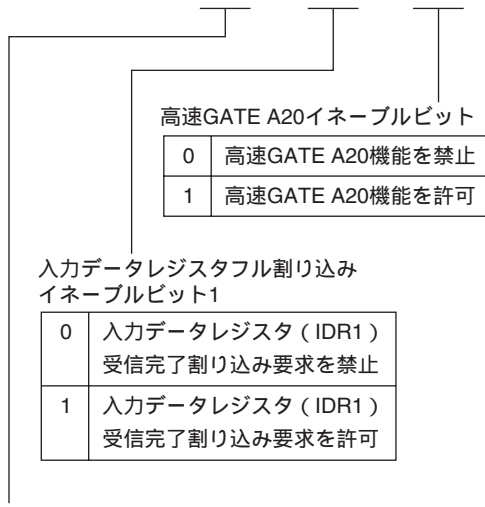 高速GATE A20イネーブルビット
0 高速GATE A20機能を禁止
1 高速GATE A20機能を許可
入力データレジスタフル割り込み
イネーブルビット1
0 入力データレジスタ(IDR1)
受信完了割り込み要求を禁止
1 入力データレジスタ(IDR1)
受信完了割り込み要求を許可